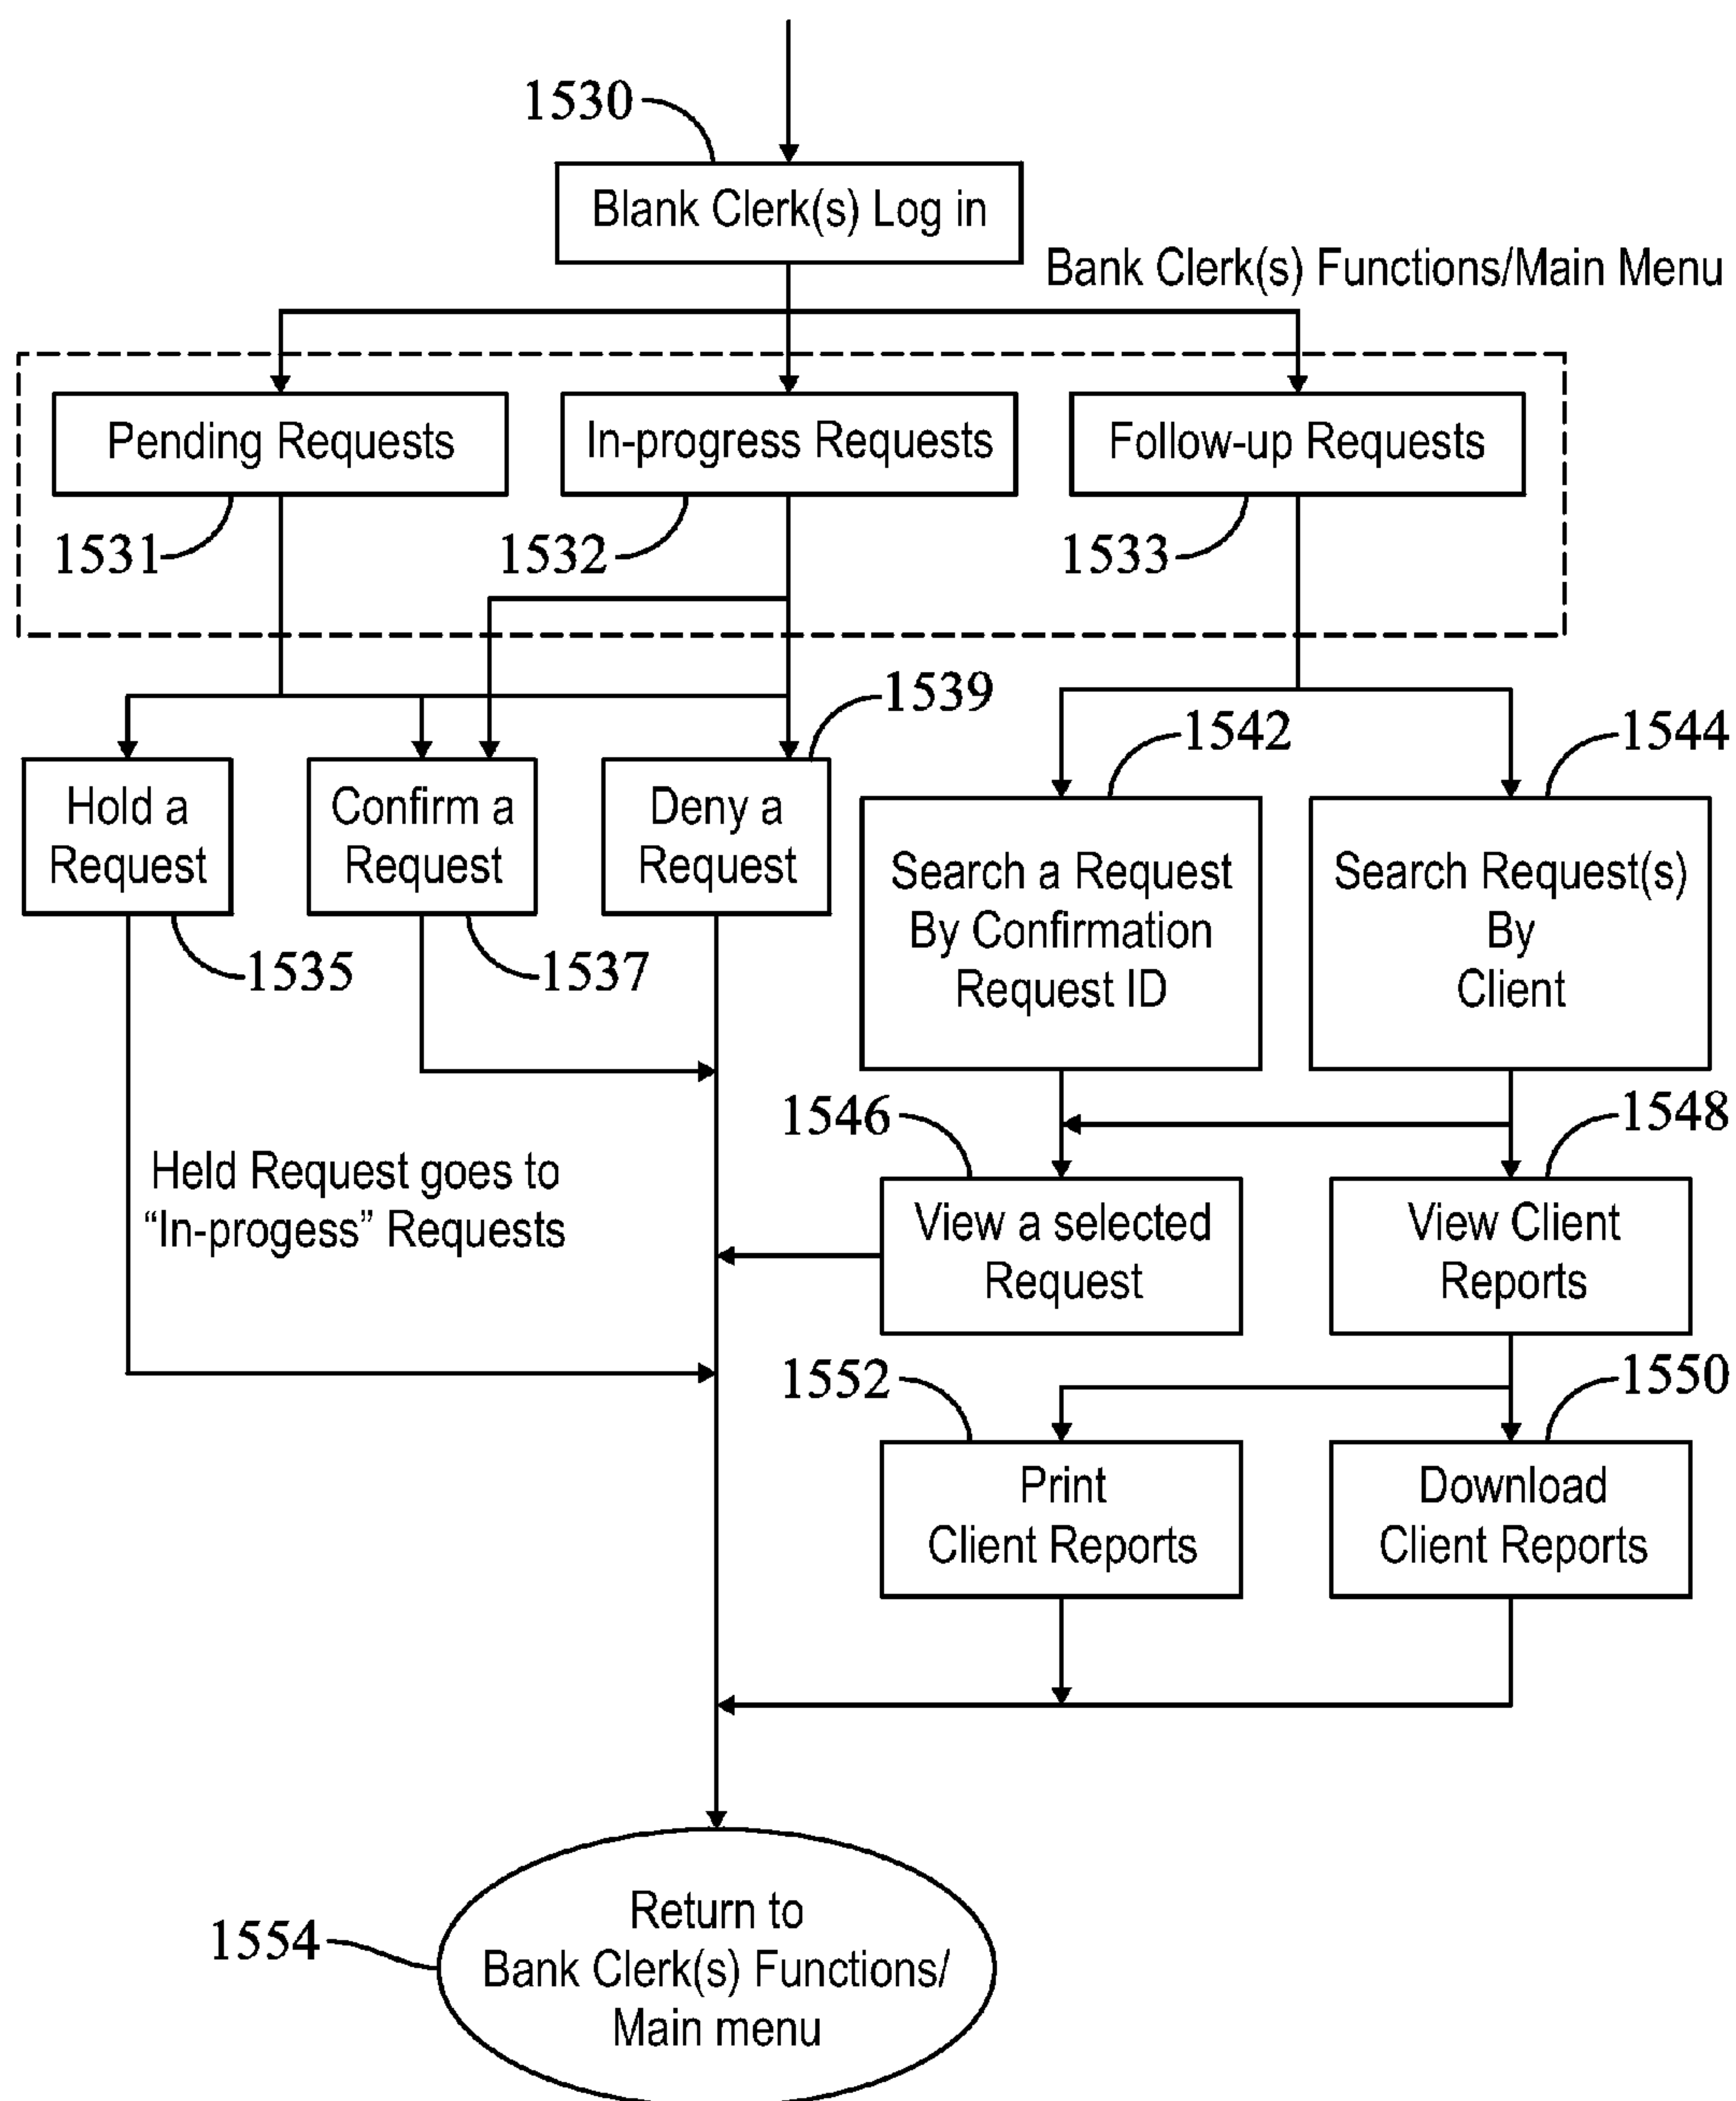 1530
Blank Clerk(s) Log in
Bank Clerk(s) Functions/Main Menu
Pending Requests
In-progress Requests
Follow-up Requests
1531
1532
1533
1539
1542
1544
Hold a
Request
Confirm a
Request
Deny a
Request
Search a Request
By Confirmation
Request ID
Search Request(s)
By
Client
1535
1537
1546
1548
Held Request goes to
“In-progess” Requests
View a selected
Request
View Client
Reports
1552
1550
Print
Client Reports
Download
Client Reports
1554
Return to
Bank Clerk(s) Functions/
Main menu